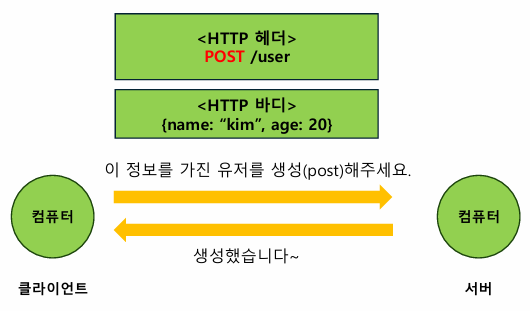 <HTTP 헤더>
POST /user
<HTTP 바디>
{name: “kim”, age: 20}
이 정보를 가진 유저를 생성(post)해주세요.
컴퓨터
컴퓨터
생성했습니다~
클라이언트
서버